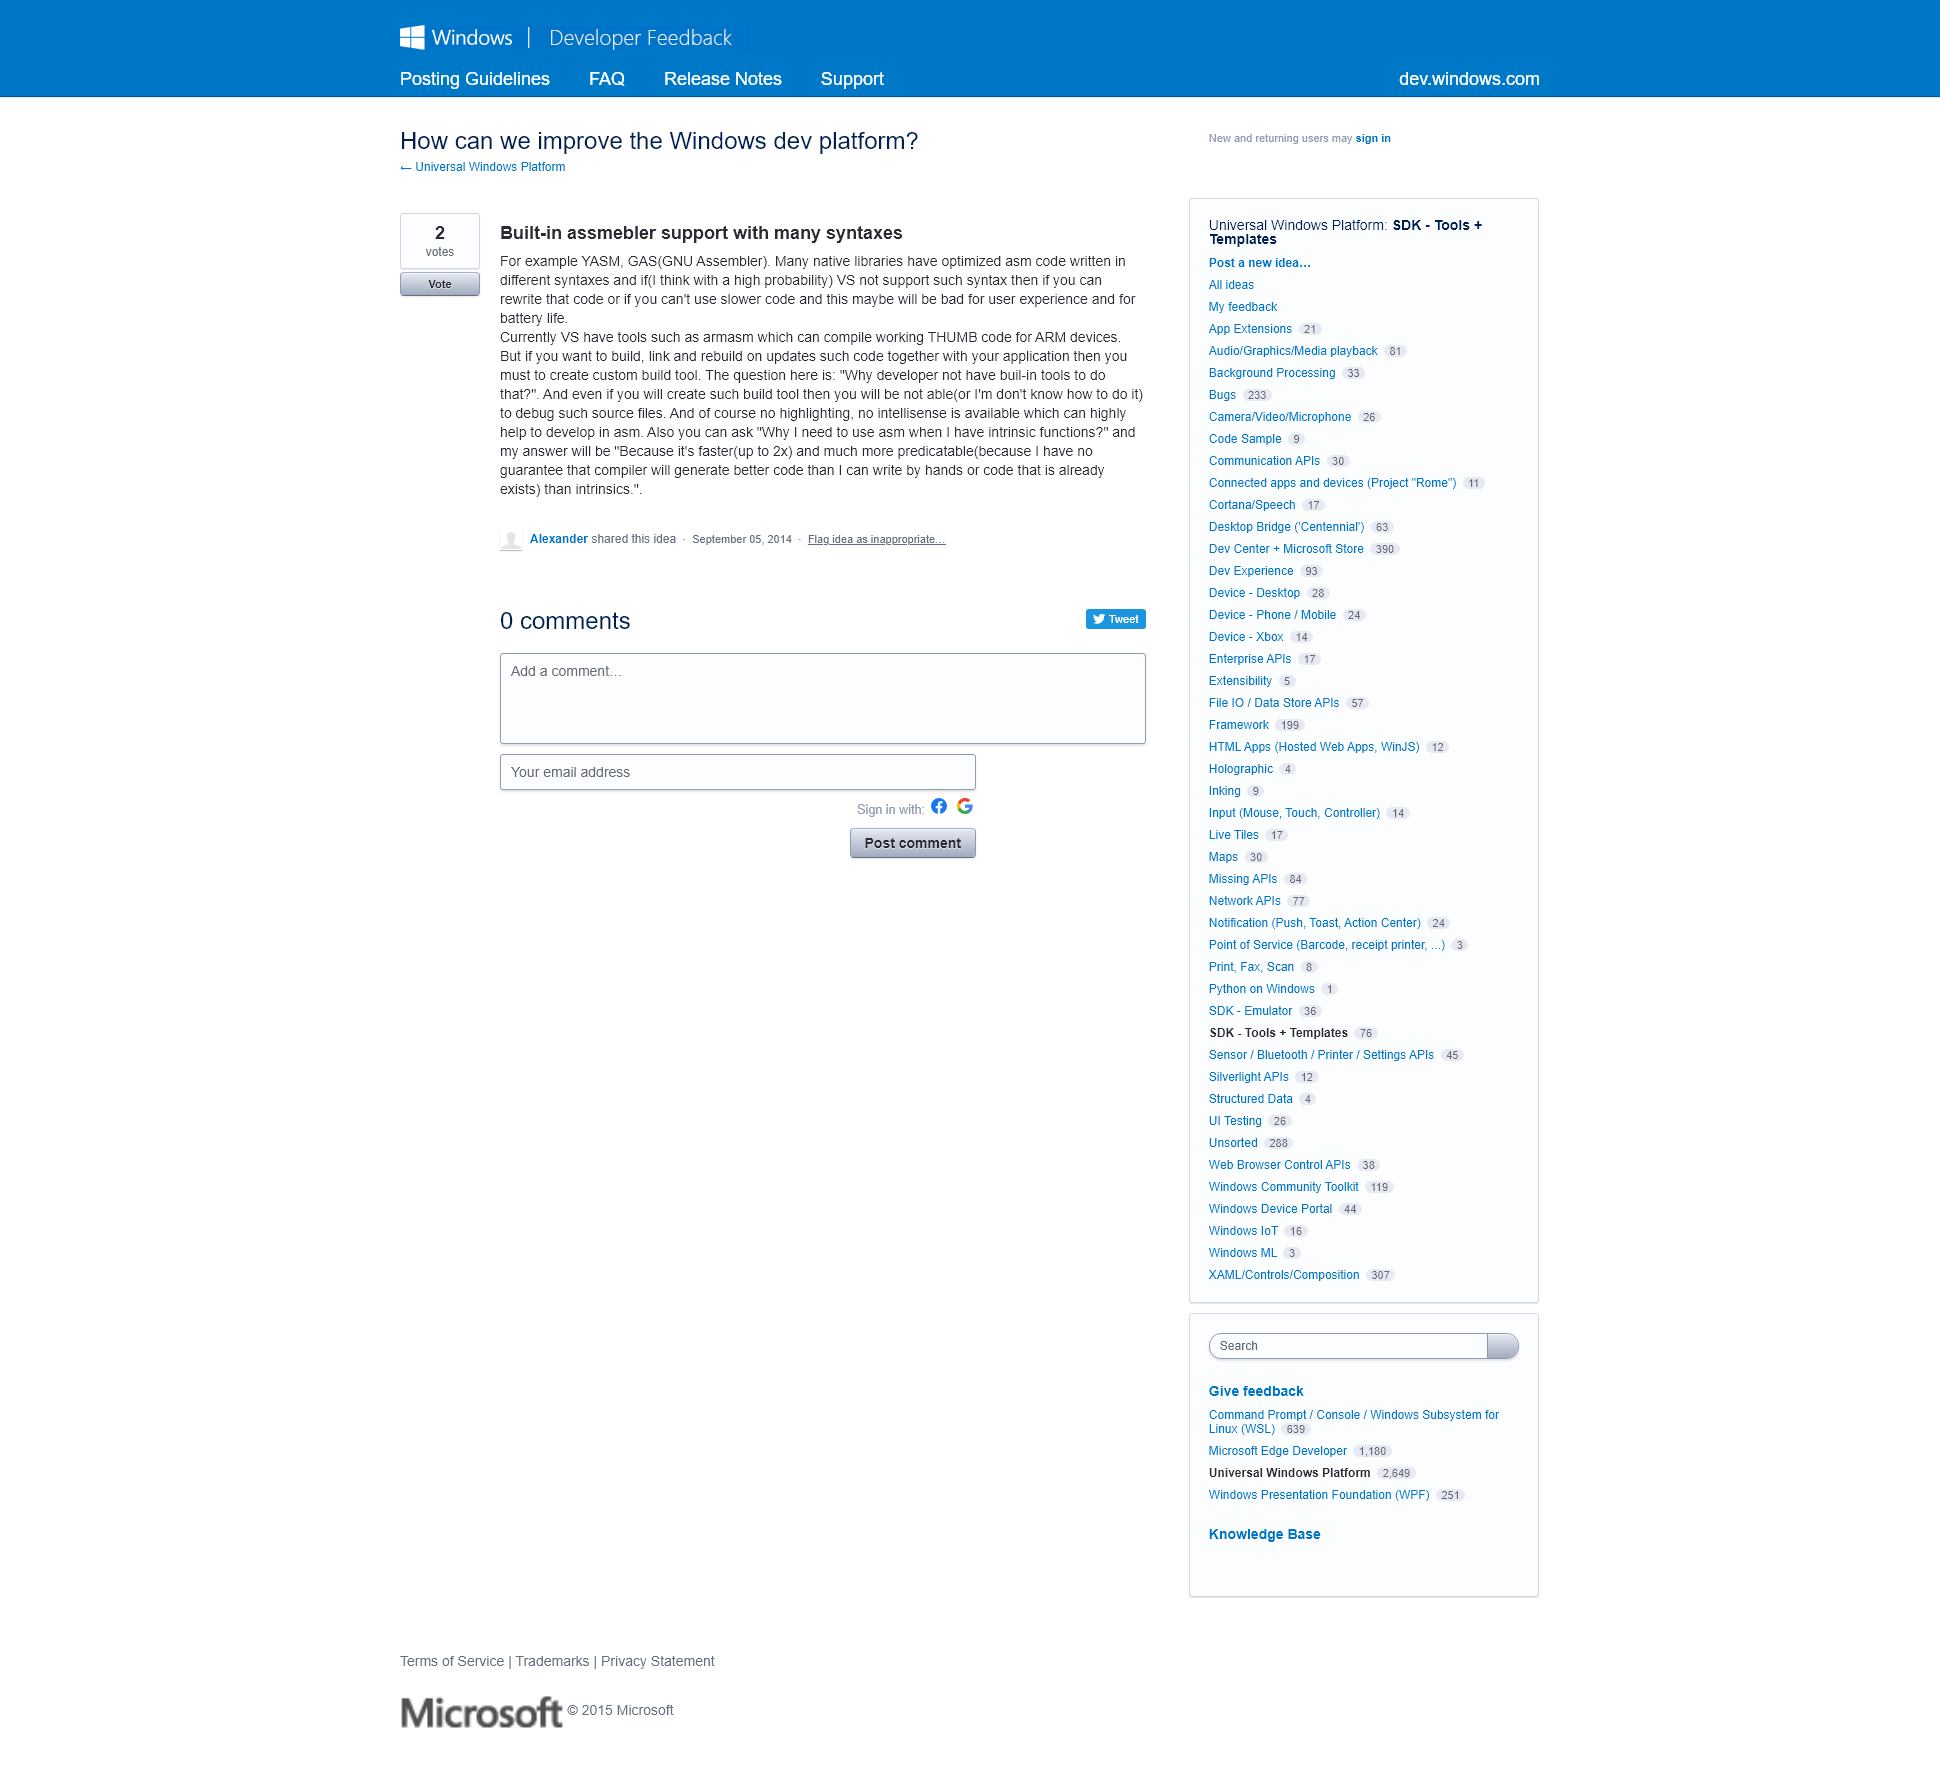 Windows | Developer Feedback
Posting Guidelines FAQ Release Notes Support dev.windows.com
How can we improve the Windows dev platform?
← Universal Windows Platform
New and returning users may sign in
2
votes
Vote
Built-in assmebler support with many syntaxes
For example YASM, GAS(GNU Assembler). Many native libraries have optimized asm code written in
different syntaxes and if(I think with a high probability) VS not support such syntax then if you can
rewrite that code or if you can't use slower code and this maybe will be bad for user experience and for
battery life.
Currently VS have tools such as armasm which can compile working THUMB code for ARM devices.
But if you want to build, link and rebuild on updates such code together with your application then you
must to create custom build tool. The question here is: "Why developer not have buil-in tools to do
that?". And even if you will create such build tool then you will be not able(or I'm don't know how to do it)
to debug such source files. And of course no highlighting, no intellisense is available which can highly
help to develop in asm. Also you can ask "Why I need to use asm when I have intrinsic functions?" and
my answer will be "Because it's faster(up to 2x) and much more predicatable(because I have no
guarantee that compiler will generate better code than I can write by hands or code that is already
exists) than intrinsics.".
Alexander shared this idea · September 05, 2014 · Flag idea as inappropriate…
0 comments
Tweet
Add a comment…
Your email address
Sign in with:
Post comment
Universal Windows Platform: SDK - Tools +
Templates
Post a new idea…
All ideas
My feedback
App Extensions 21
Audio/Graphics/Media playback 81
Background Processing 33
Bugs 233
Camera/Video/Microphone 26
Code Sample 9
Communication APIs 30
Connected apps and devices (Project "Rome") 11
Cortana/Speech 17
Desktop Bridge ('Centennial') 63
Dev Center + Microsoft Store 390
Dev Experience 93
Device - Desktop 28
Device - Phone / Mobile 24
Device - Xbox 14
Enterprise APIs 17
Extensibility 5
File IO / Data Store APIs 57
Framework 199
HTML Apps (Hosted Web Apps, WinJS) 12
Holographic 4
Inking 9
Input (Mouse, Touch, Controller) 14
Live Tiles 17
Maps 30
Missing APIs 84
Network APIs 77
Notification (Push, Toast, Action Center) 24
Point of Service (Barcode, receipt printer, ...) 3
Print, Fax, Scan 8
Python on Windows 1
SDK - Emulator 36
SDK - Tools + Templates 76
Sensor / Bluetooth / Printer / Settings APIs 45
Silverlight APIs 12
Structured Data 4
UI Testing 26
Unsorted 288
Web Browser Control APIs 38
Windows Community Toolkit 119
Windows Device Portal 44
Windows IoT 16
Windows ML 3
XAML/Controls/Composition 307
Search
Give feedback
Command Prompt / Console / Windows Subsystem for
Linux (WSL) 639
Microsoft Edge Developer 1,180
Universal Windows Platform 2,649
Windows Presentation Foundation (WPF) 251
Knowledge Base
Terms of Service | Trademarks | Privacy Statement
Microsoft © 2015 Microsoft